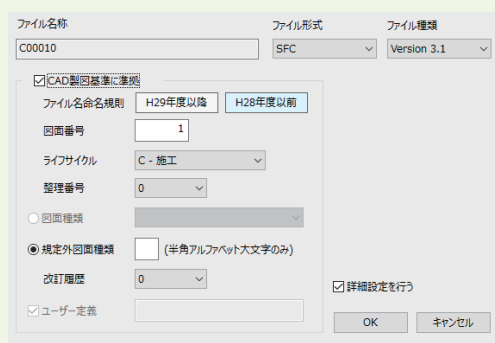 ファイル名称 ファイル形式 ファイル種類
C00010 SFC Version 3.1
CAD製図基準に準拠
ファイル名命名規則 H29年度以降 H28年度以前
図面番号 1
ライフサイクル C - 施工
整理番号 0
図面種類
規定外図面種類 (半角アルファベット大文字のみ)
改訂履歴 0
詳細設定を行う
ユーザー定義
OK キャンセル